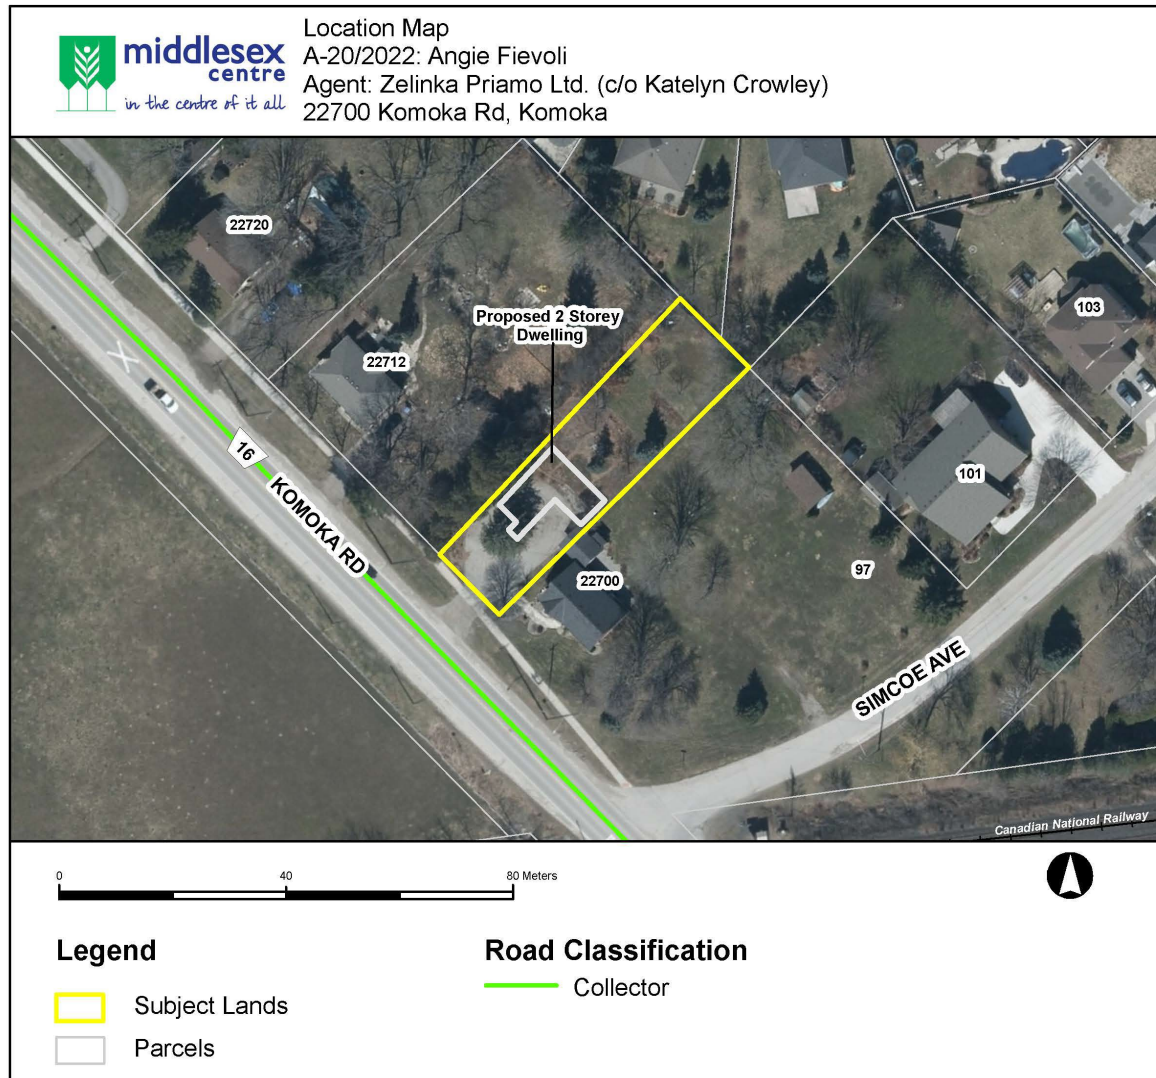 middlesex
centre
in the centre of it all
Location Map
A-20/2022: Angie Fievoli
Agent: Zelinka Priamo Ltd. (c/o Katelyn Crowley)
22700 Komoka Rd, Komoka
22720
Proposed 2 Storey
Dwelling
103
22712
16
KOMOKA RD
101
22700
97
SIMCOE AVE
Canadian National Railway
0 40 80 Meters
Legend
Subject Lands
Parcels
Road Classification
Collector